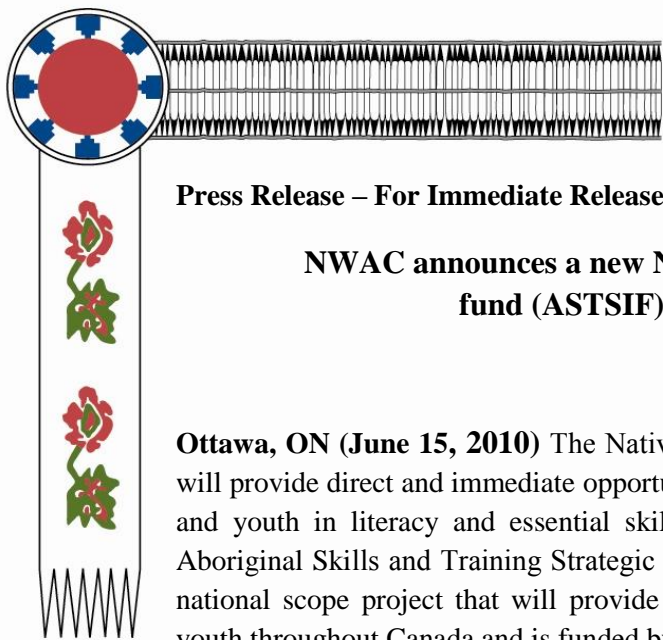 Press Release – For Immediate Release
NWAC announces a new
fund (ASTSIF)
Ottawa, ON (June 15, 2010) The
will provide direct and immediate
and youth in literacy and essential
Aboriginal Skills and Training Strategic
national scope project that will provide
youth throughout Canada and is funded